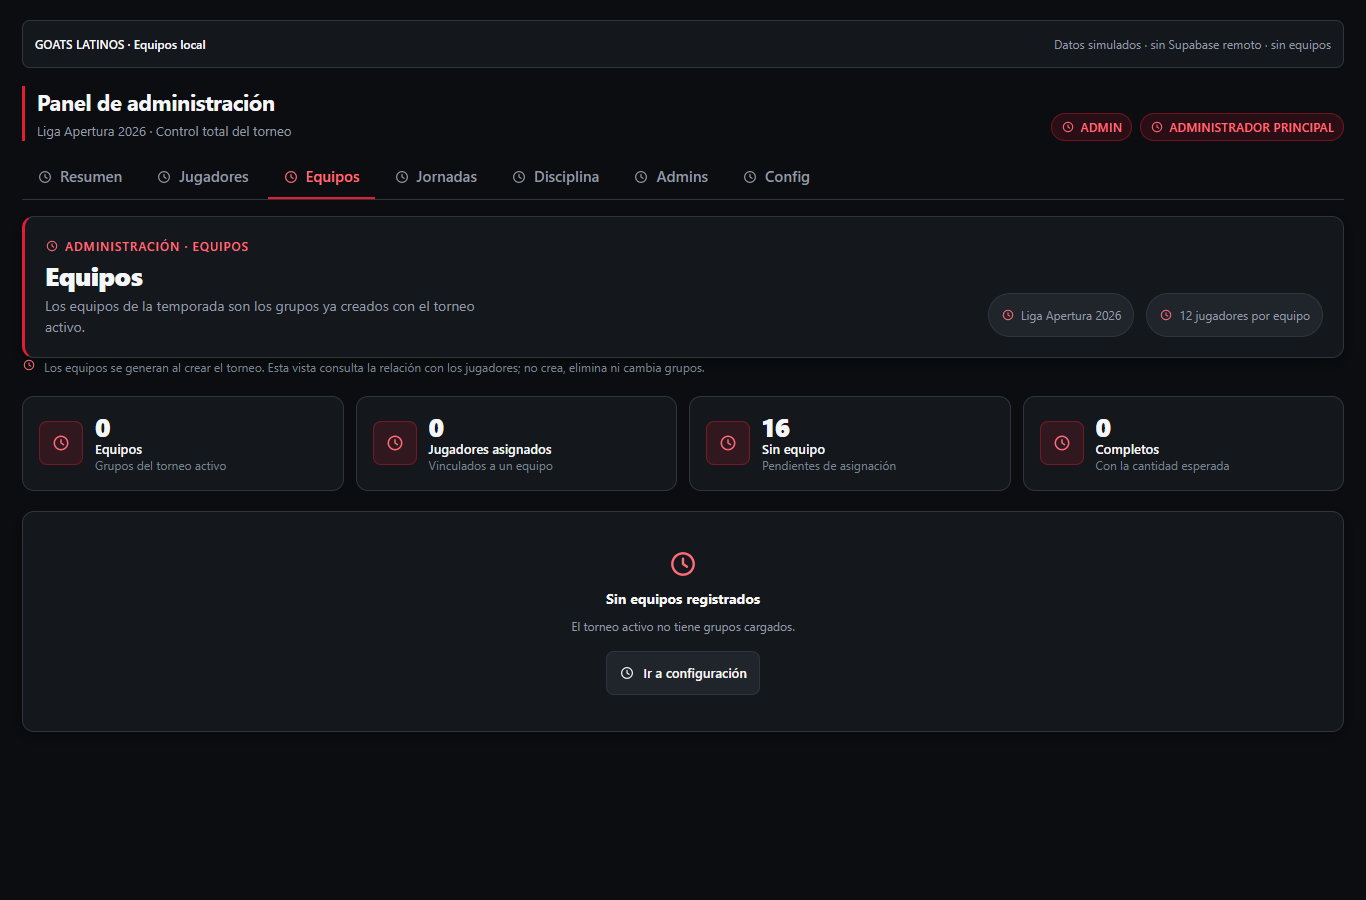 GOATS LATINOS · Equipos local
Datos simulados · sin Supabase remoto · sin equipos
Panel de administración
Liga Apertura 2026 · Control total del torneo
ADMIN
ADMINISTRADOR PRINCIPAL
Resumen
Jugadores
Equipos
Jornadas
Disciplina
Admins
Config
ADMINISTRACIÓN · EQUIPOS
Equipos
Los equipos de la temporada son los grupos ya creados con el torneo
activo.
Liga Apertura 2026
12 jugadores por equipo
Los equipos se generan al crear el torneo. Esta vista consulta la relación con los jugadores; no crea, elimina ni cambia grupos.
0
Equipos
Grupos del torneo activo
0
Jugadores asignados
Vinculados a un equipo
16
Sin equipo
Pendientes de asignación
0
Completos
Con la cantidad esperada
Sin equipos registrados
El torneo activo no tiene grupos cargados.
Ir a configuración